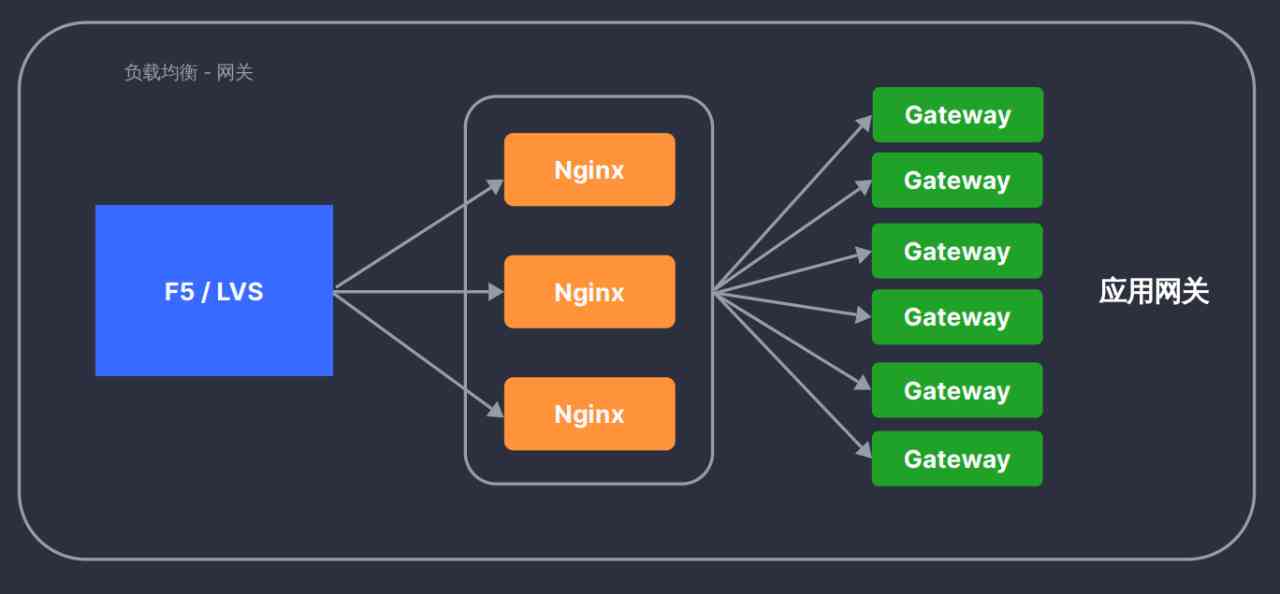 负载均衡 - 网关
F5 / LVS
Nginx
Nginx
Nginx
Gateway
Gateway
Gateway
Gateway
Gateway
Gateway
应用网关